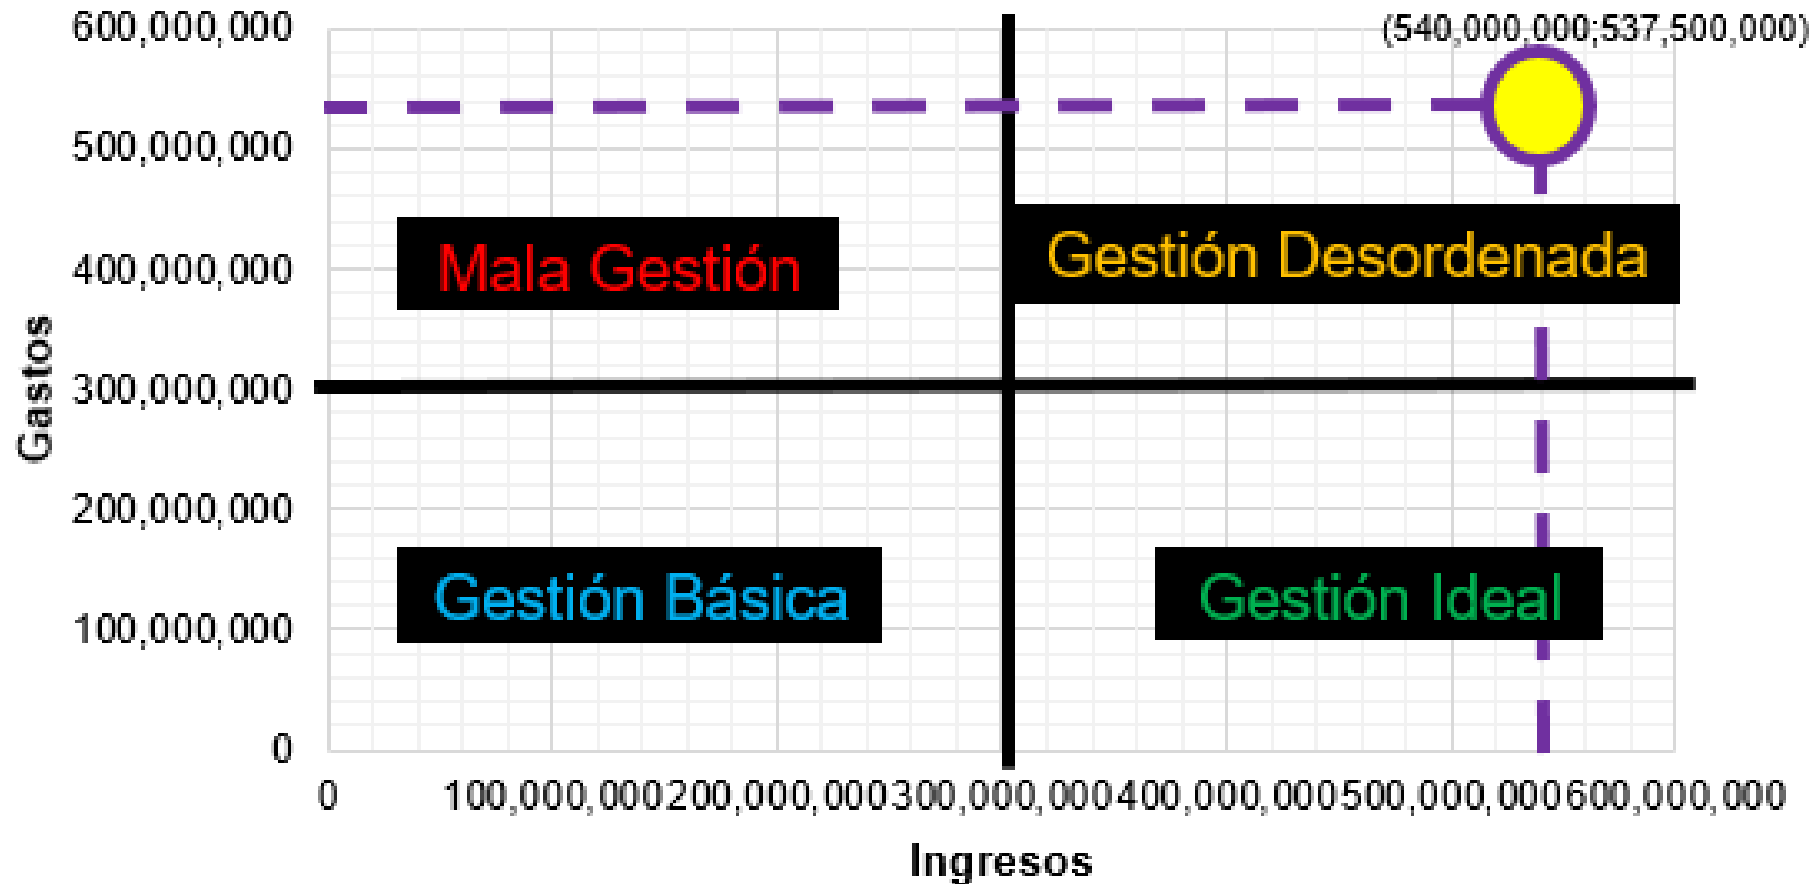 600,000,000
(540,000,000;537,500,000)
500,000,000
Mala Gestión
Gestión Desordenada
400,000,000
Gastos
300,000,000
200,000,000
Gestión Básica
Gestión Ideal
100,000,000
0
0 100,000,000 200,000,000 300,000,000 400,000,000 500,000,000 600,000,000
Ingresos